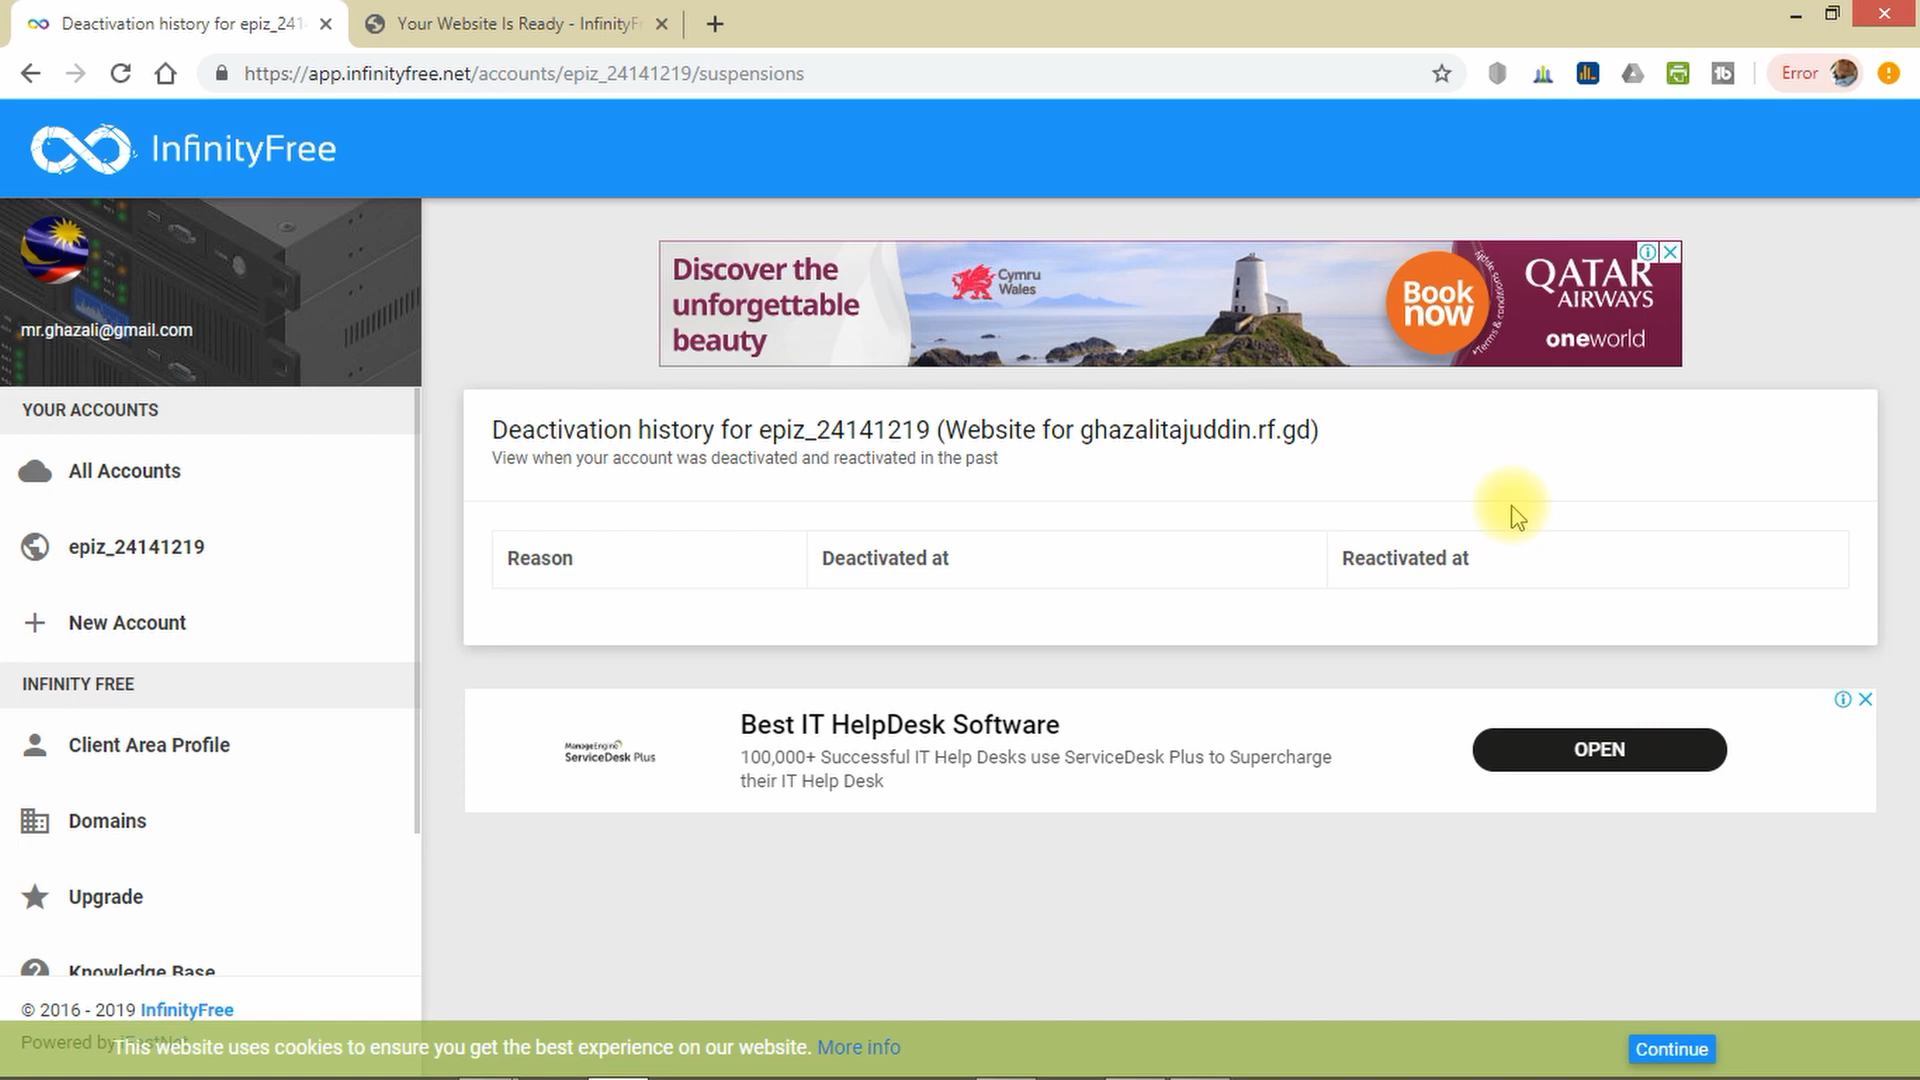 Deactivation history for epiz_241
Your Website Is Ready - InfinityF
https://app.infinityfree.net/accounts/epiz_24141219/suspensions
Error
InfinityFree
mr.ghazali@gmail.com
YOUR ACCOUNTS
All Accounts
epiz_24141219
New Account
INFINITY FREE
Client Area Profile
Domains
Upgrade
Knowledge Base
© 2016 - 2019 InfinityFree
Powered by
Discover the
unforgettable
beauty
Cymru
Wales
Book
now
Terms & conditions apply
QATAR
AIRWAYS
oneworld
Deactivation history for epiz_24141219 (Website for ghazalitajuddin.rf.gd)
View when your account was deactivated and reactivated in the past
Reason Deactivated at Reactivated at
ManageEngine
ServiceDesk Plus
Best IT HelpDesk Software
100,000+ Successful IT Help Desks use ServiceDesk Plus to Supercharge
their IT Help Desk
OPEN
This website uses cookies to ensure you get the best experience on our website. More info
Continue